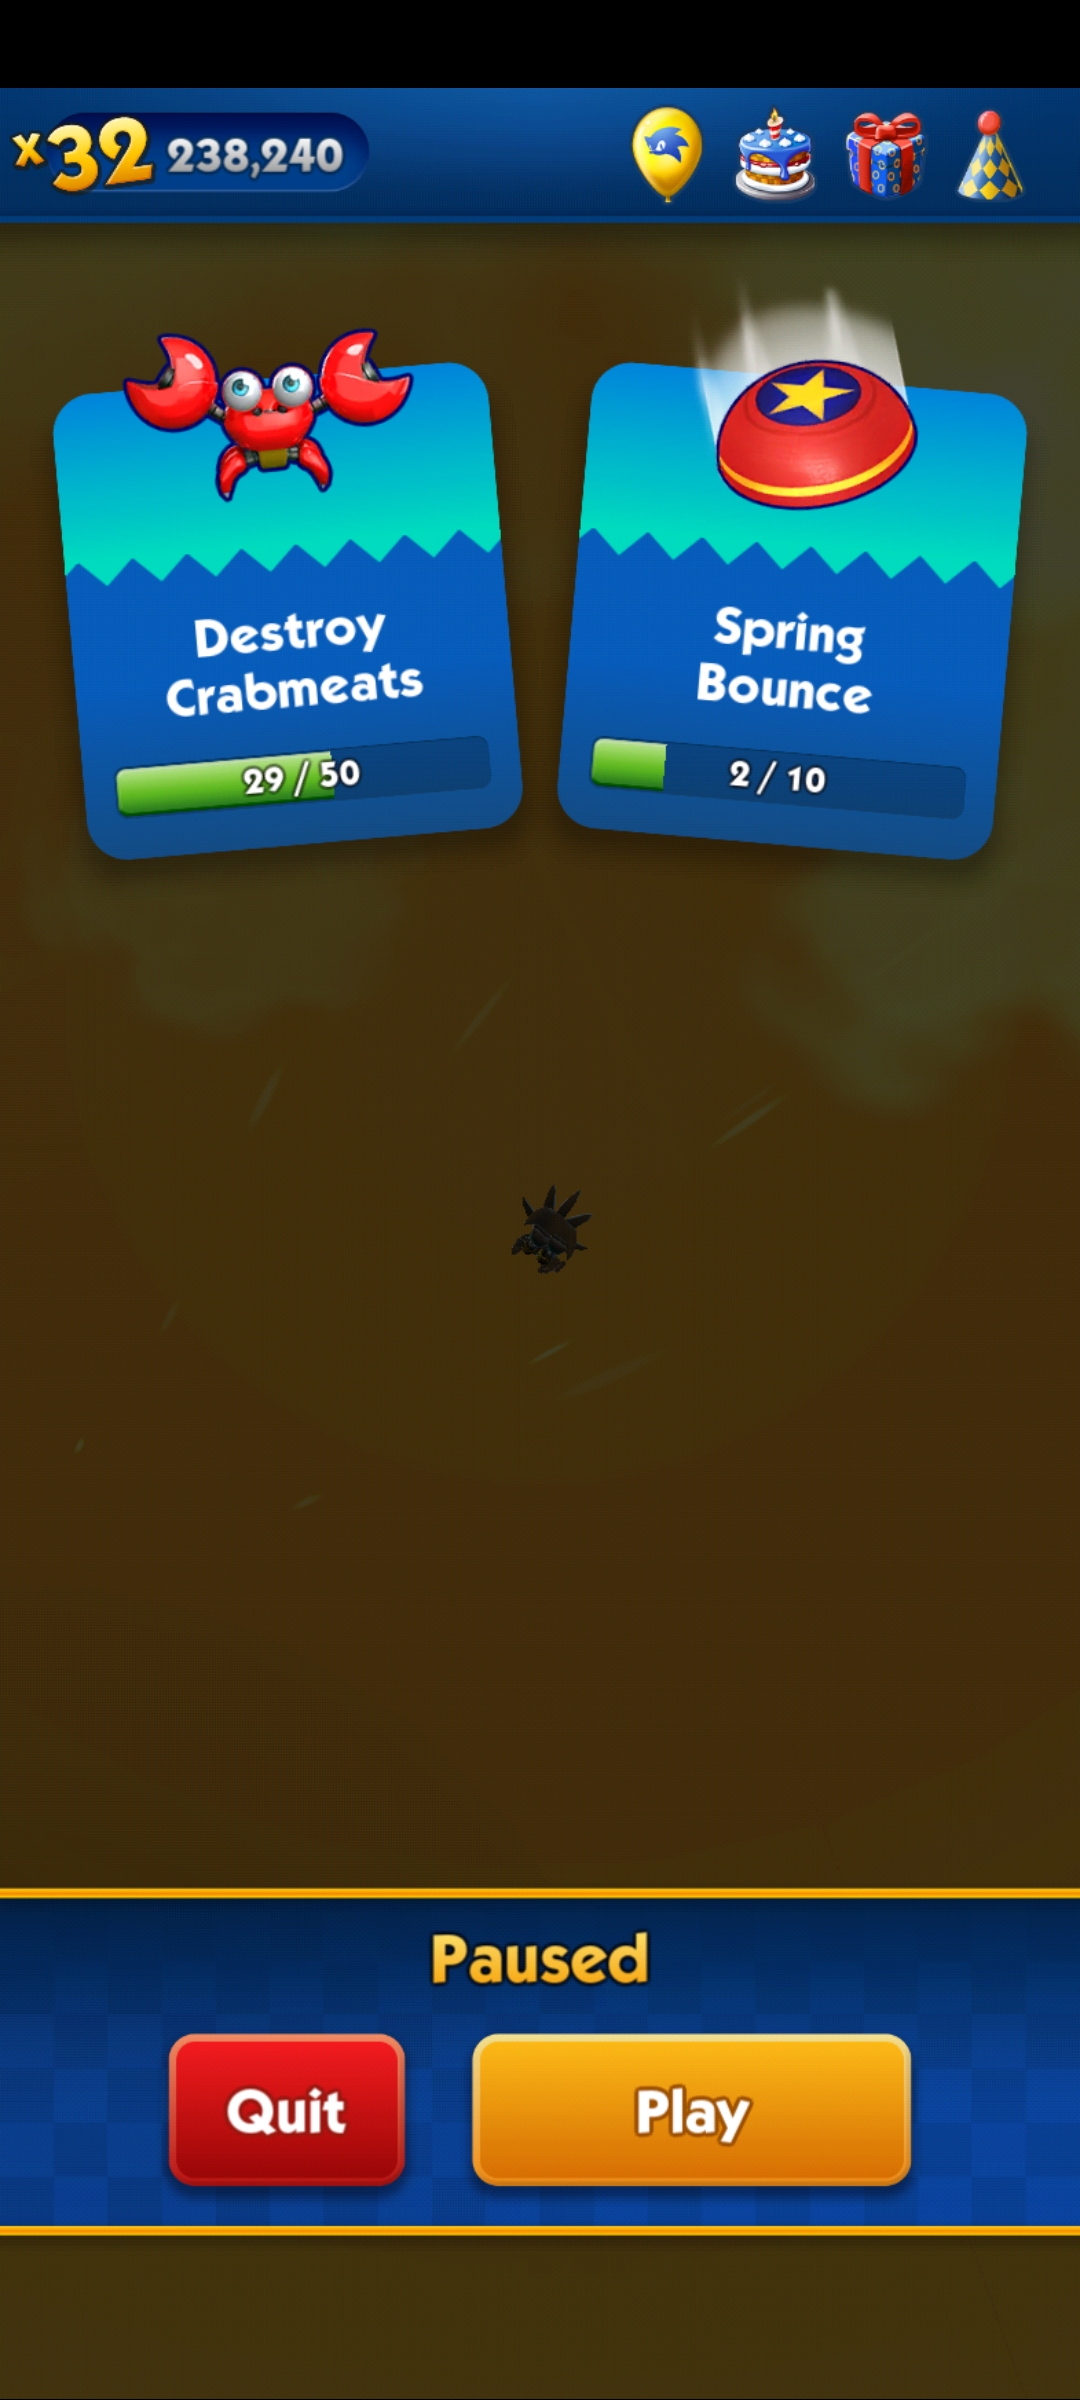 x32 238,240
Destroy
Crabmeats
29 / 50
Spring
Bounce
2 / 10
Paused
Quit
Play